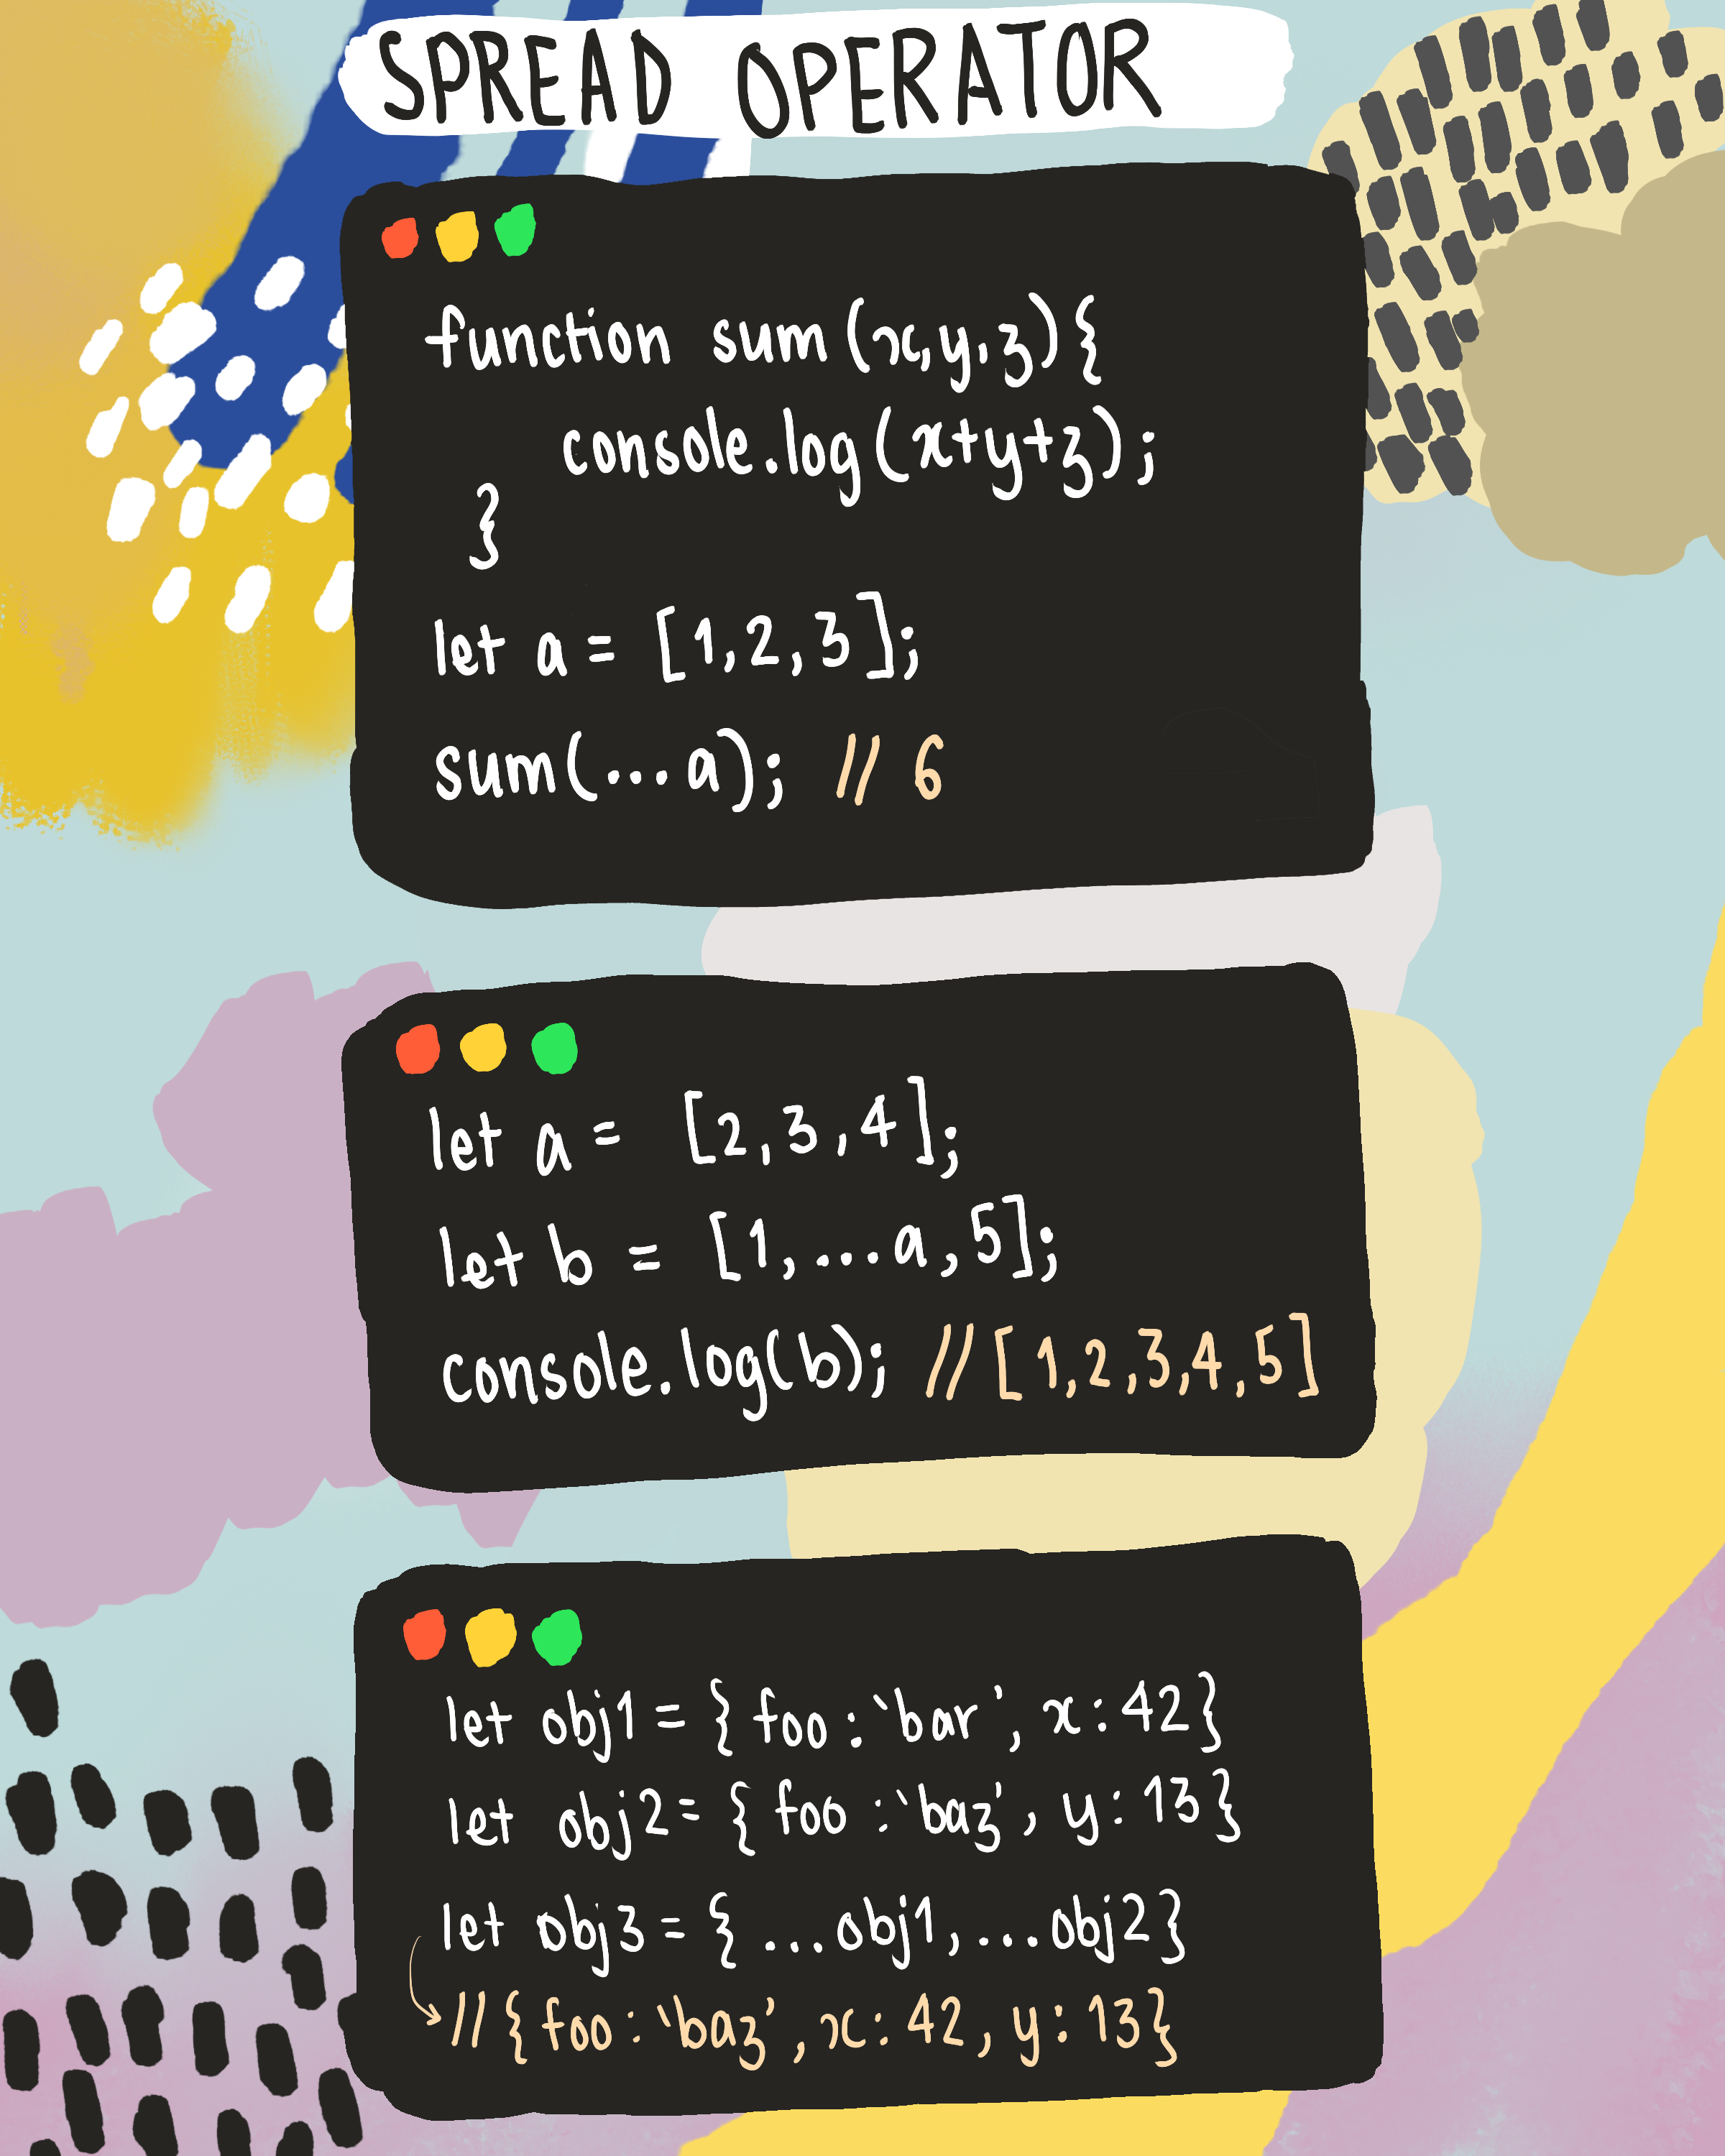 SPREAD OPERATOR
function sum (x,y,z){
console.log (x+y+z);
}
let a = [1,2,3];
sum(...a); // 6
let a = [2,3,4];
let b = [1,...a,5];
console.log(b); //[1,2,3,4,5]
let obj1 = {foo:`bar', x:42}
let obj2 = {foo:`baz', y:13}
let obj3 = {...obj1,...obj2}
//{foo:`baz', x:42, y:13}